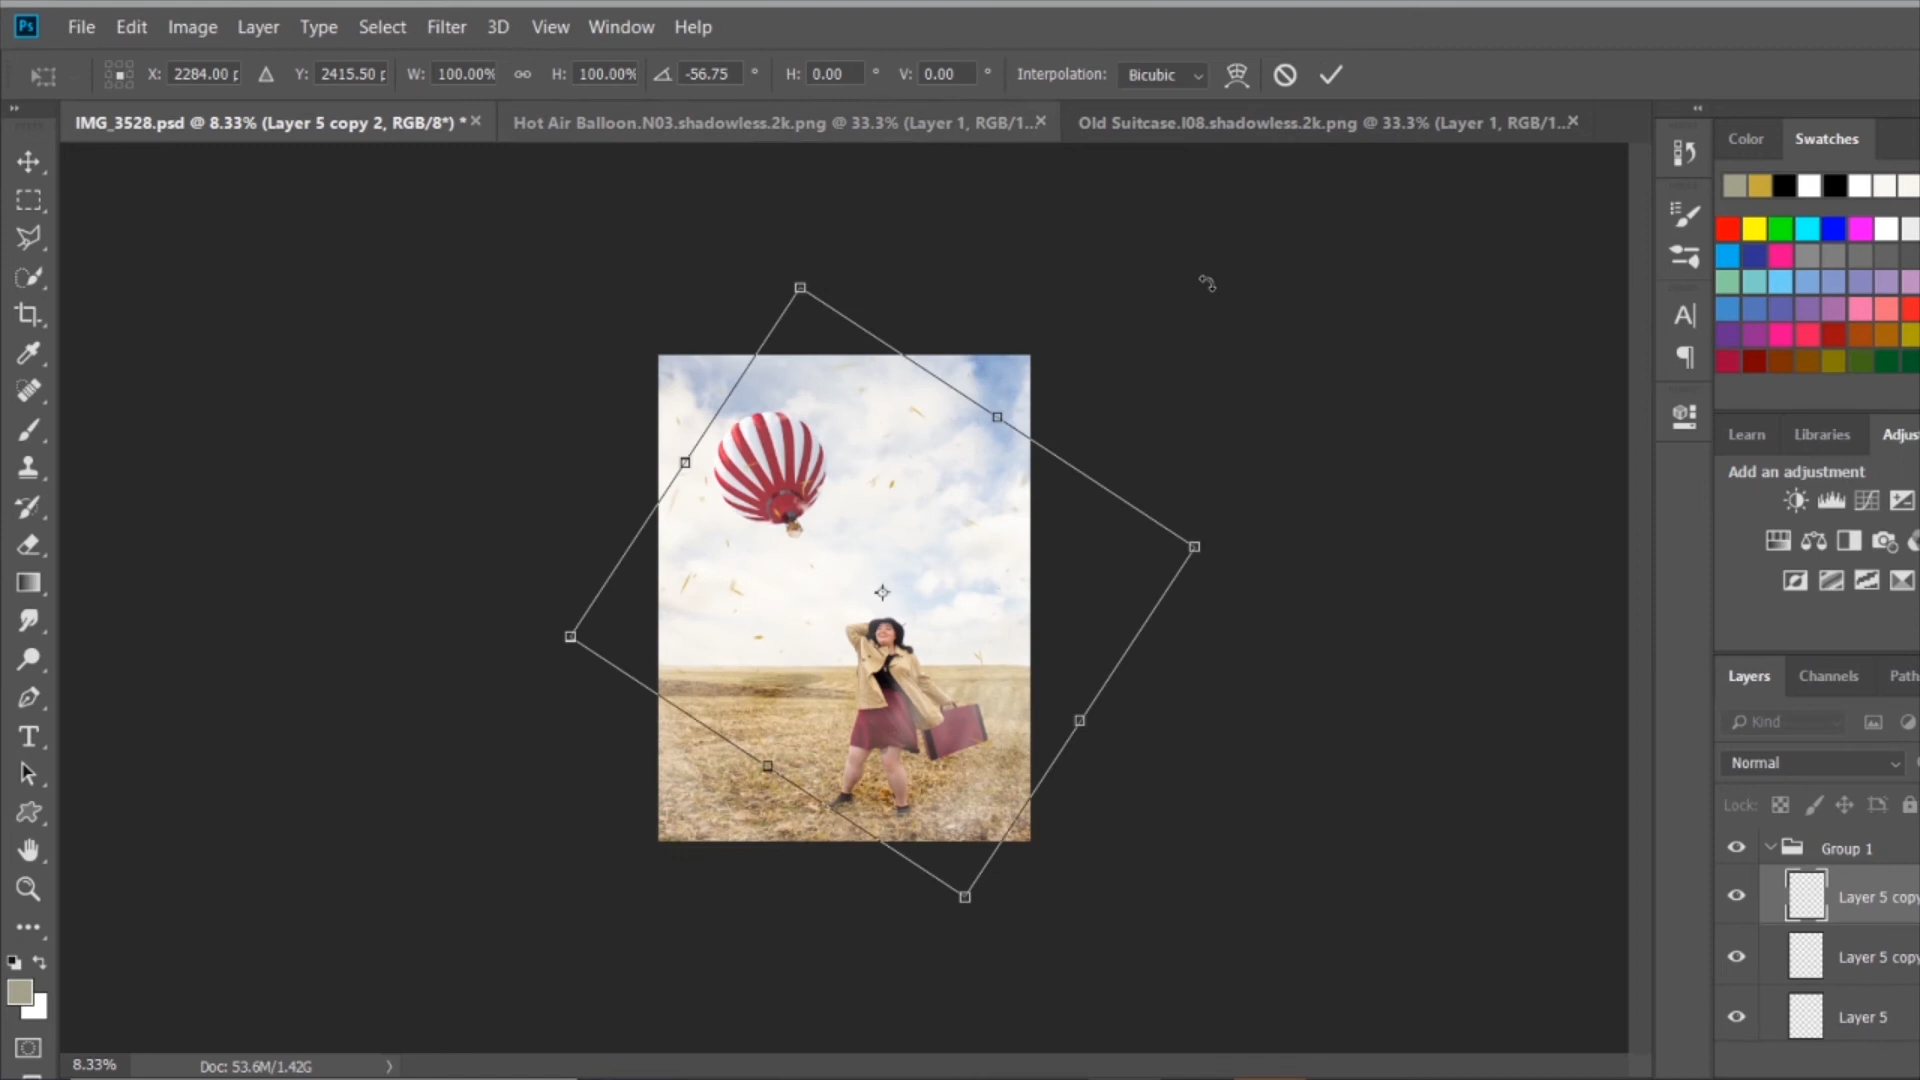 Ps File Edit Image Layer Type Select Filter 3D View Window Help
X: 2284.00 p Y: 2415.50 p W: 100.00% H: 100.00% -56.75 ° H: 0.00 ° V: 0.00 ° Interpolation: Bicubic
IMG_3528.psd @ 8.33% (Layer 5 copy 2, RGB/8*) * Hot Air Balloon.N03.shadowless.2k.png @ 33.3% (Layer 1, RGB/1... Old Suitcase.I08.shadowless.2k.png @ 33.3% (Layer 1, RGB/1...
Color Swatches
Learn Libraries Adjus
Add an adjustment
Layers Channels Path
Kind
Normal
Lock:
Group 1
Layer 5 copy
Layer 5 copy
Layer 5
8.33% Doc: 53.6M/1.42G